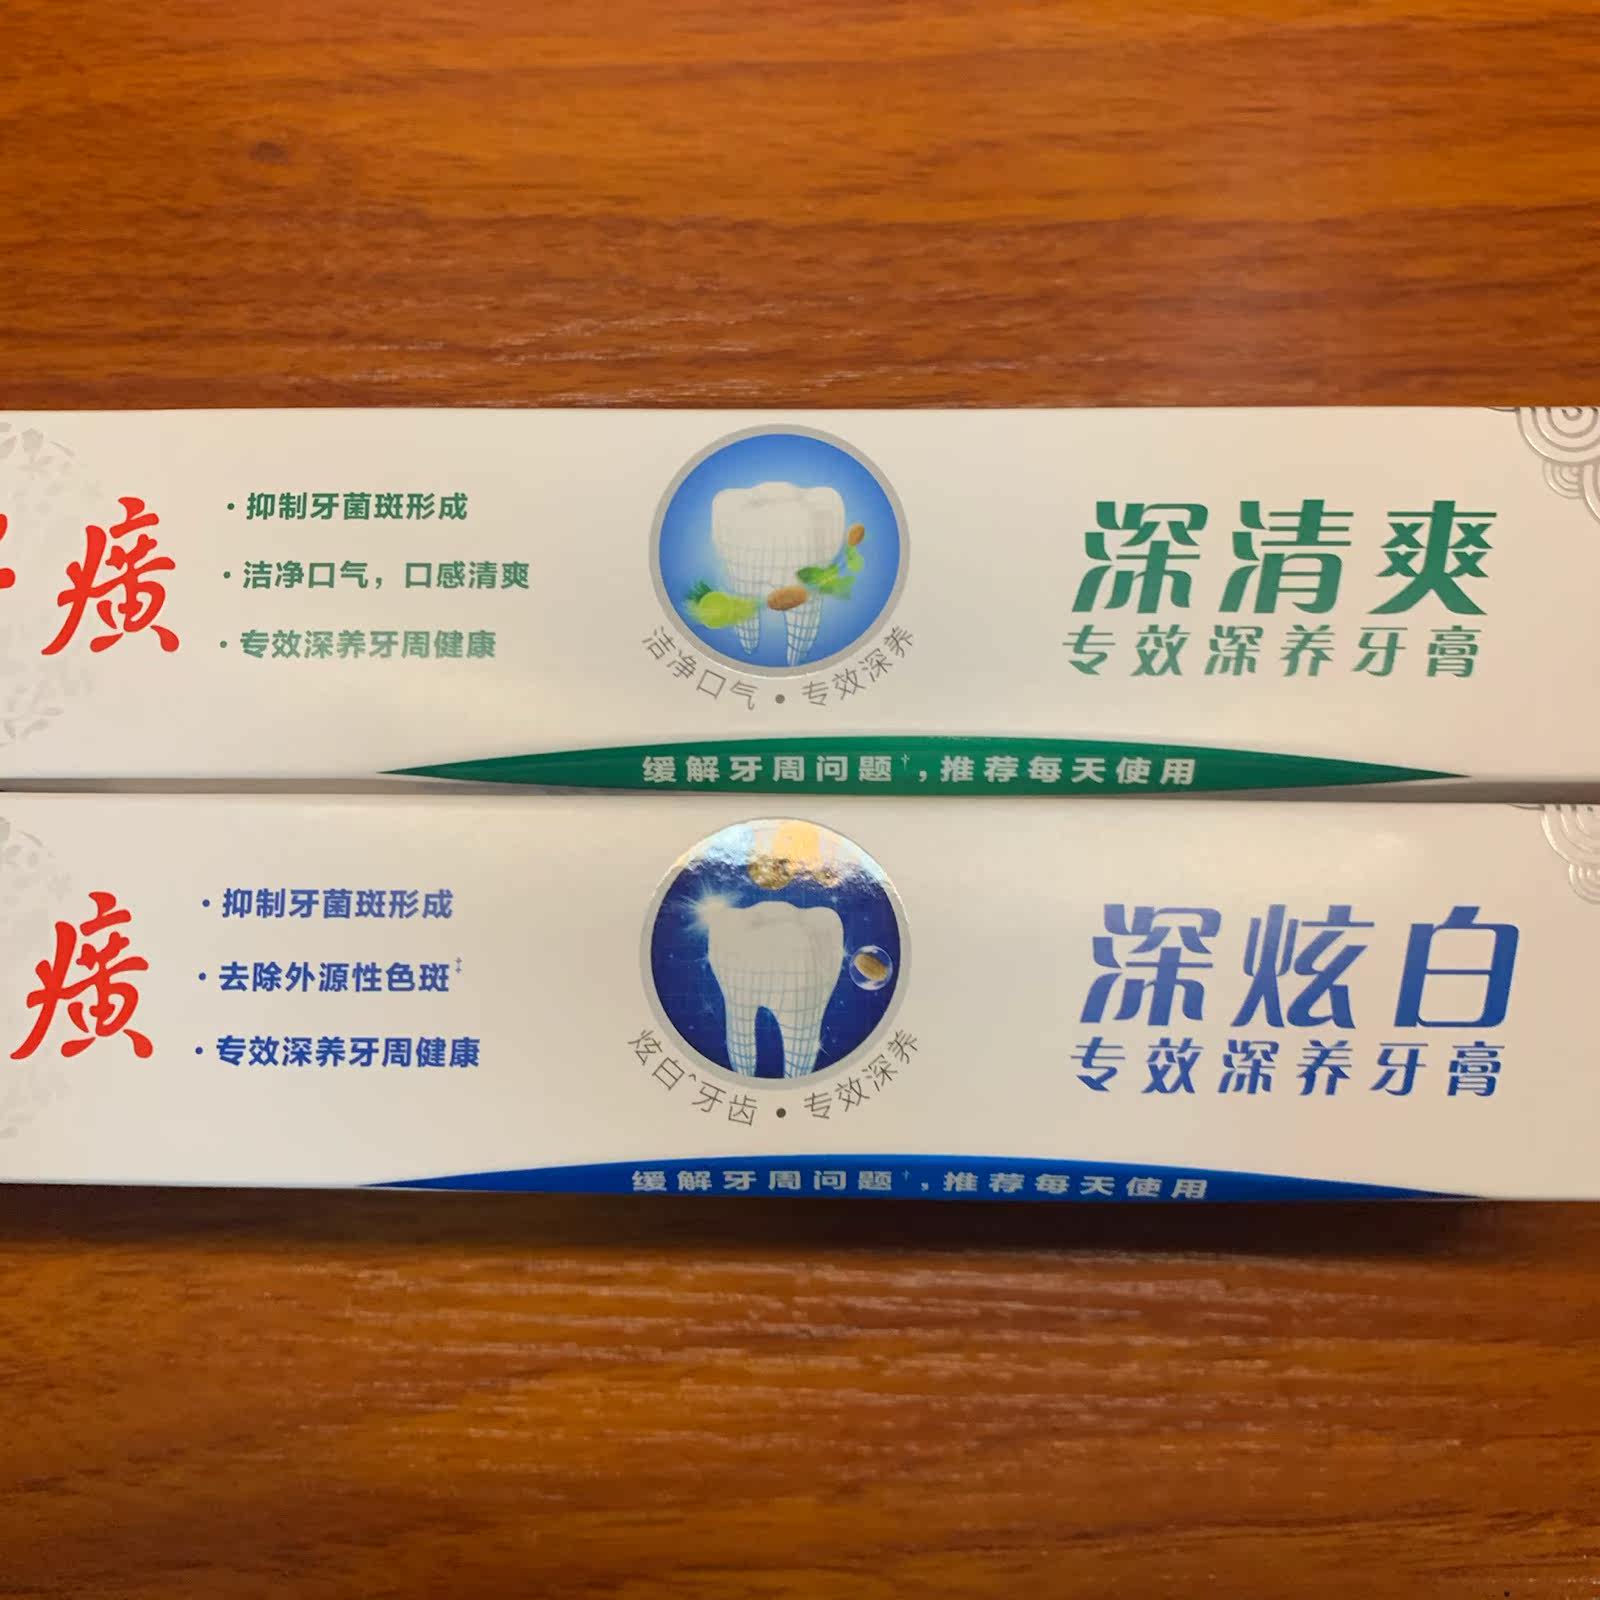 癀
·抑制牙菌斑形成
·洁净口气，口感清爽
·专效深养牙周健康
洁净口气·专效深养
深清爽
专效深养牙膏
缓解牙周问题†，推荐每天使用
癀
·抑制牙菌斑形成
·去除外源性色斑‡
·专效深养牙周健康
炫白^牙齿·专效深养
深炫白
专效深养牙膏
缓解牙周问题†，推荐每天使用